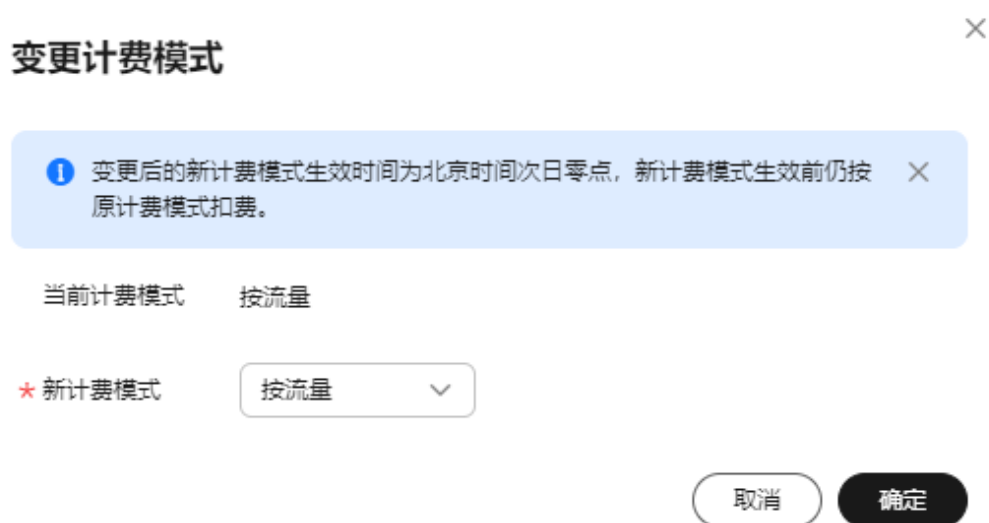 变更计费模式
变更后的新计费模式生效时间为北京时间次日零点，新计费模式生效前仍按
原计费模式扣费。
当前计费模式 按流量
* 新计费模式 按流量
取消 确定